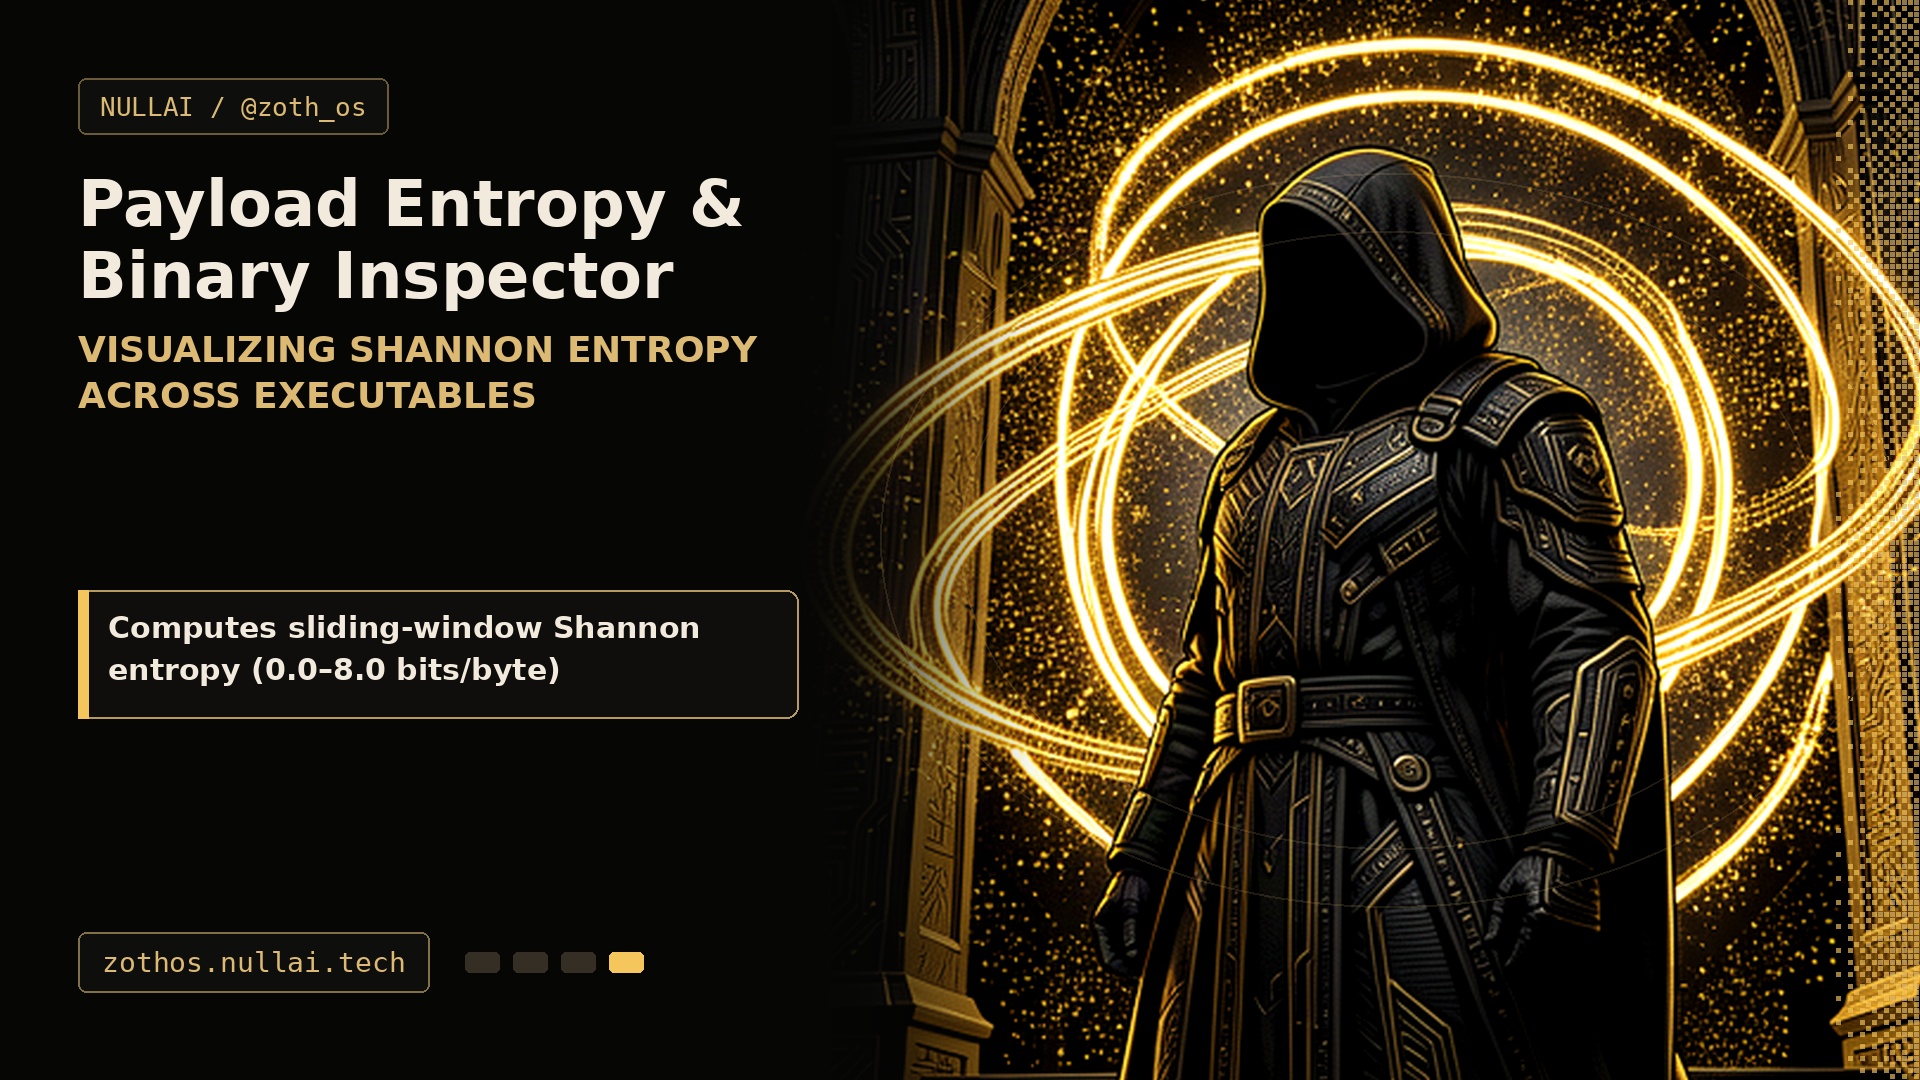 NULLAI / @zoth_os
Payload Entropy &
Binary Inspector
VISUALIZING SHANNON ENTROPY
ACROSS EXECUTABLES
Computes sliding-window Shannon
entropy (0.0–8.0 bits/byte)
zothos.nullai.tech